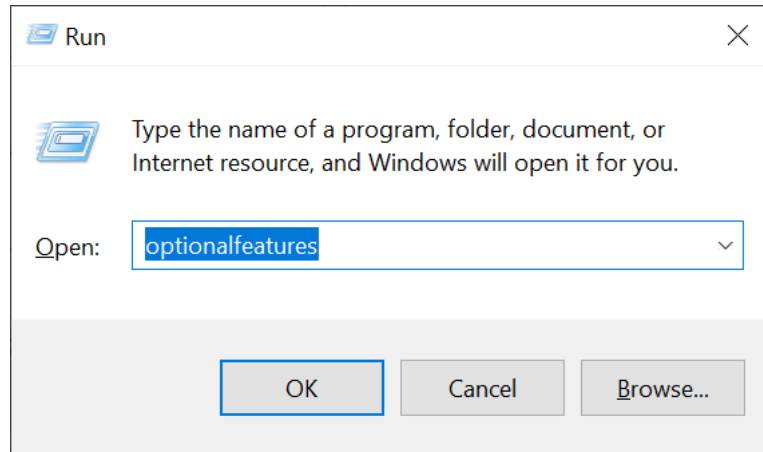 Run
Type the name of a program, folder, document, or
Internet resource, and Windows will open it for you.
Open: optionalfeatures
OK Cancel Browse...